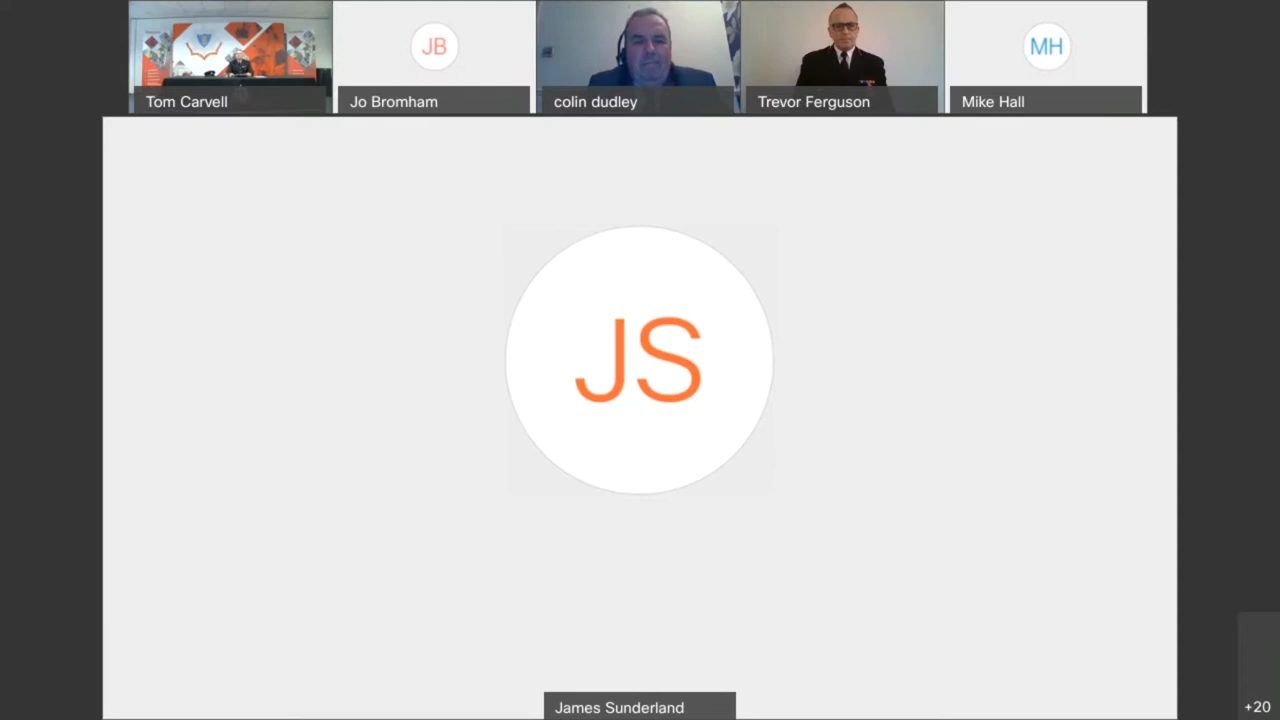 JB
MH
Tom Carvell
Jo Bromham
colin dudley
Trevor Ferguson
Mike Hall
JS
James Sunderland
+20